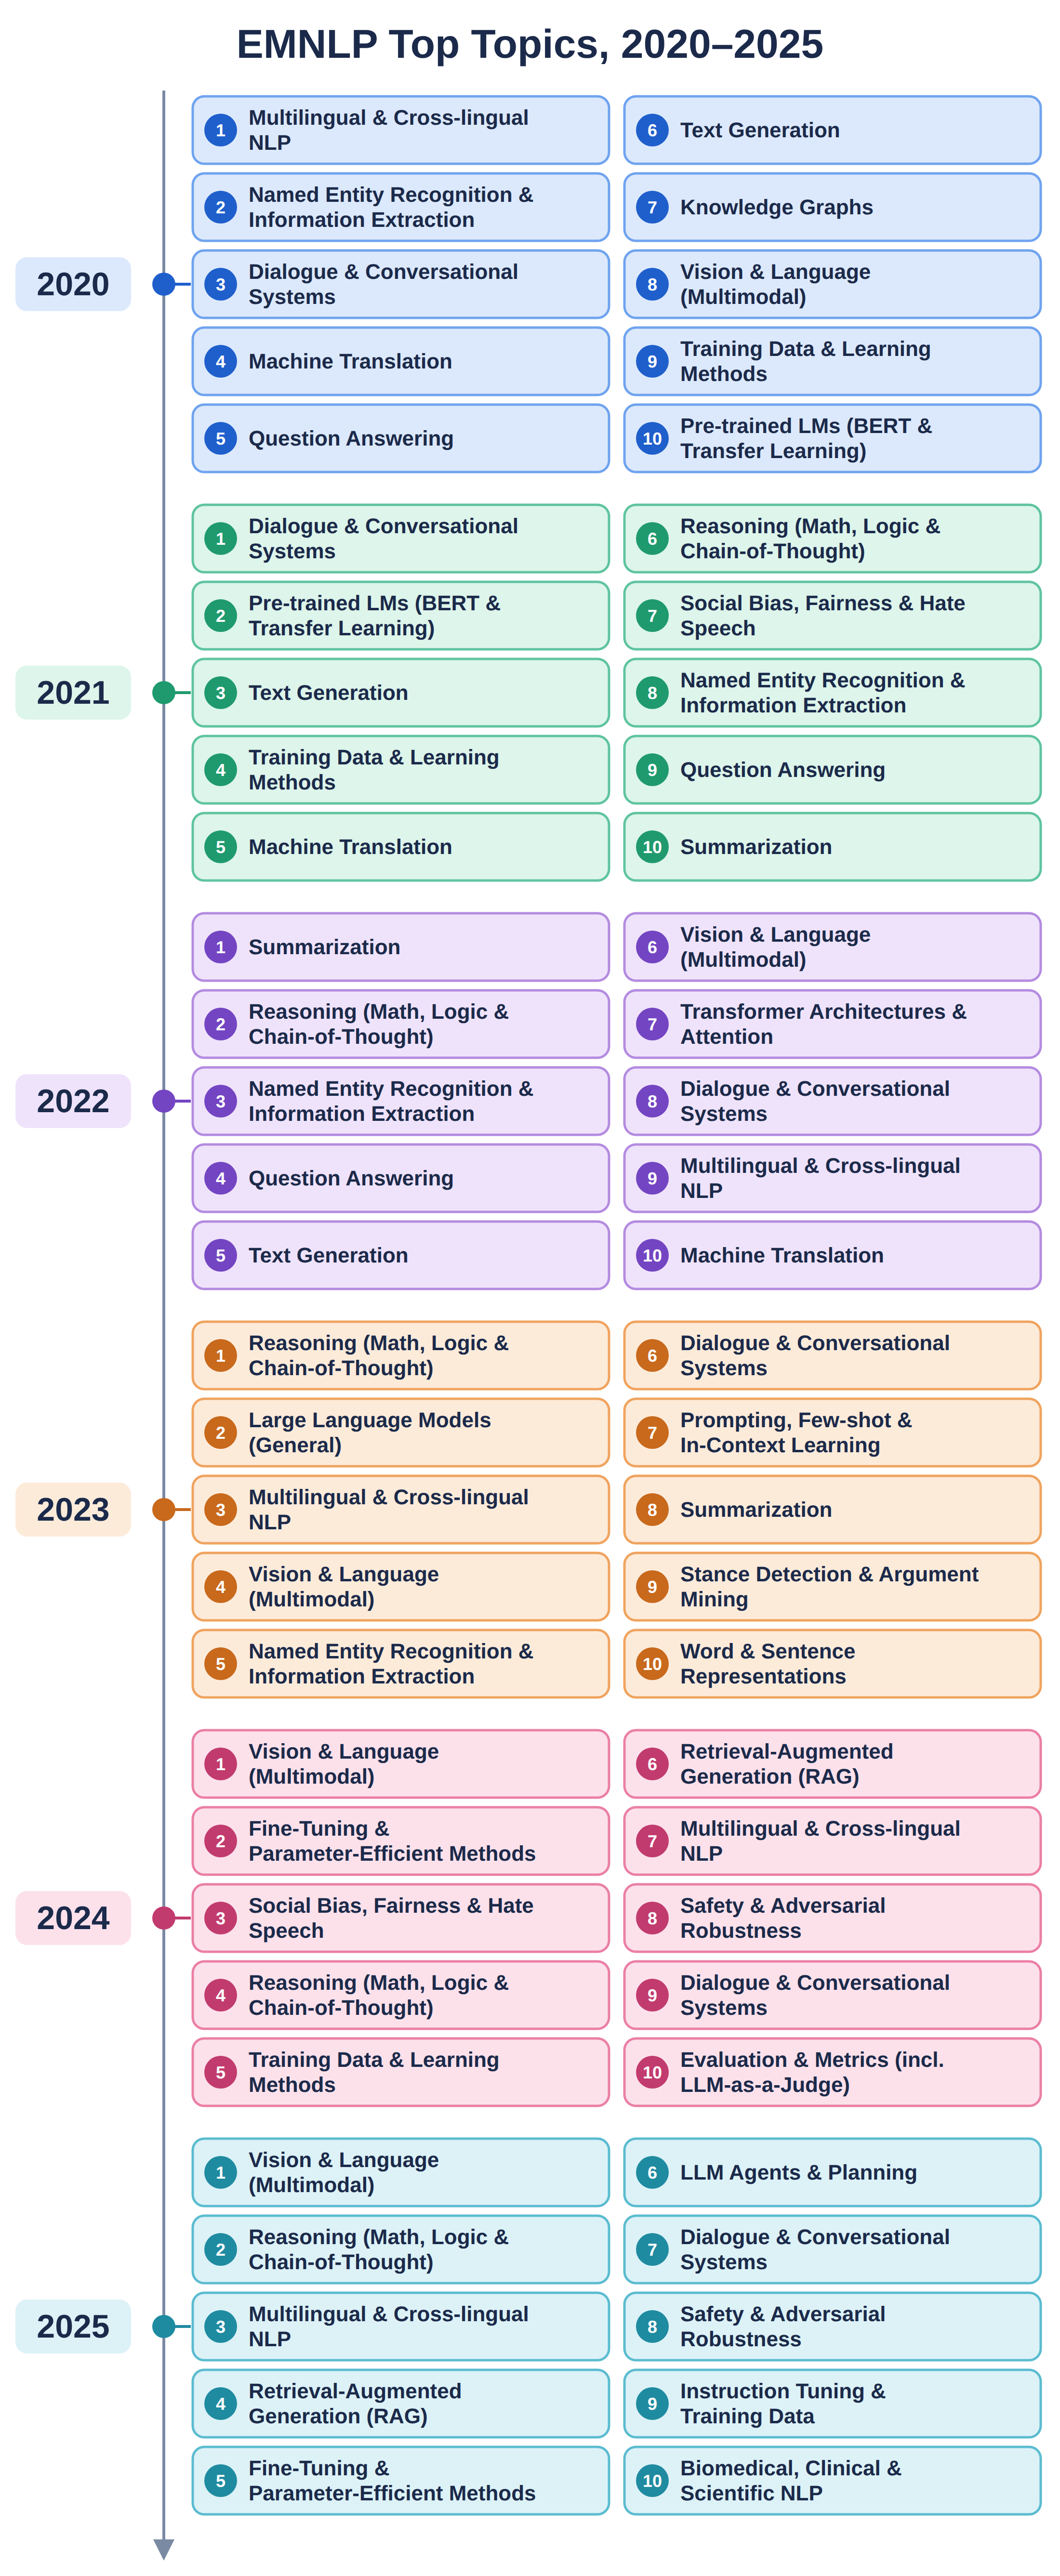 EMNLP Top Topics, 2020–2025
2020
1
Multilingual & Cross-lingual
NLP
2
Named Entity Recognition &
Information Extraction
3
Dialogue & Conversational
Systems
4
Machine Translation
5
Question Answering
6
Text Generation
7
Knowledge Graphs
8
Vision & Language
(Multimodal)
9
Training Data & Learning
Methods
10
Pre-trained LMs (BERT &
Transfer Learning)
2021
1
Dialogue & Conversational
Systems
2
Pre-trained LMs (BERT &
Transfer Learning)
3
Text Generation
4
Training Data & Learning
Methods
5
Machine Translation
6
Reasoning (Math, Logic &
Chain-of-Thought)
7
Social Bias, Fairness & Hate
Speech
8
Named Entity Recognition &
Information Extraction
9
Question Answering
10
Summarization
2022
1
Summarization
2
Reasoning (Math, Logic &
Chain-of-Thought)
3
Named Entity Recognition &
Information Extraction
4
Question Answering
5
Text Generation
6
Vision & Language
(Multimodal)
7
Transformer Architectures &
Attention
8
Dialogue & Conversational
Systems
9
Multilingual & Cross-lingual
NLP
10
Machine Translation
2023
1
Reasoning (Math, Logic &
Chain-of-Thought)
2
Large Language Models
(General)
3
Multilingual & Cross-lingual
NLP
4
Vision & Language
(Multimodal)
5
Named Entity Recognition &
Information Extraction
6
Dialogue & Conversational
Systems
7
Prompting, Few-shot &
In-Context Learning
8
Summarization
9
Stance Detection & Argument
Mining
10
Word & Sentence
Representations
2024
1
Vision & Language
(Multimodal)
2
Fine-Tuning &
Parameter-Efficient Methods
3
Social Bias, Fairness & Hate
Speech
4
Reasoning (Math, Logic &
Chain-of-Thought)
5
Training Data & Learning
Methods
6
Retrieval-Augmented
Generation (RAG)
7
Multilingual & Cross-lingual
NLP
8
Safety & Adversarial
Robustness
9
Dialogue & Conversational
Systems
10
Evaluation & Metrics (incl.
LLM-as-a-Judge)
2025
1
Vision & Language
(Multimodal)
2
Reasoning (Math, Logic &
Chain-of-Thought)
3
Multilingual & Cross-lingual
NLP
4
Retrieval-Augmented
Generation (RAG)
5
Fine-Tuning &
Parameter-Efficient Methods
6
LLM Agents & Planning
7
Dialogue & Conversational
Systems
8
Safety & Adversarial
Robustness
9
Instruction Tuning &
Training Data
10
Biomedical, Clinical &
Scientific NLP